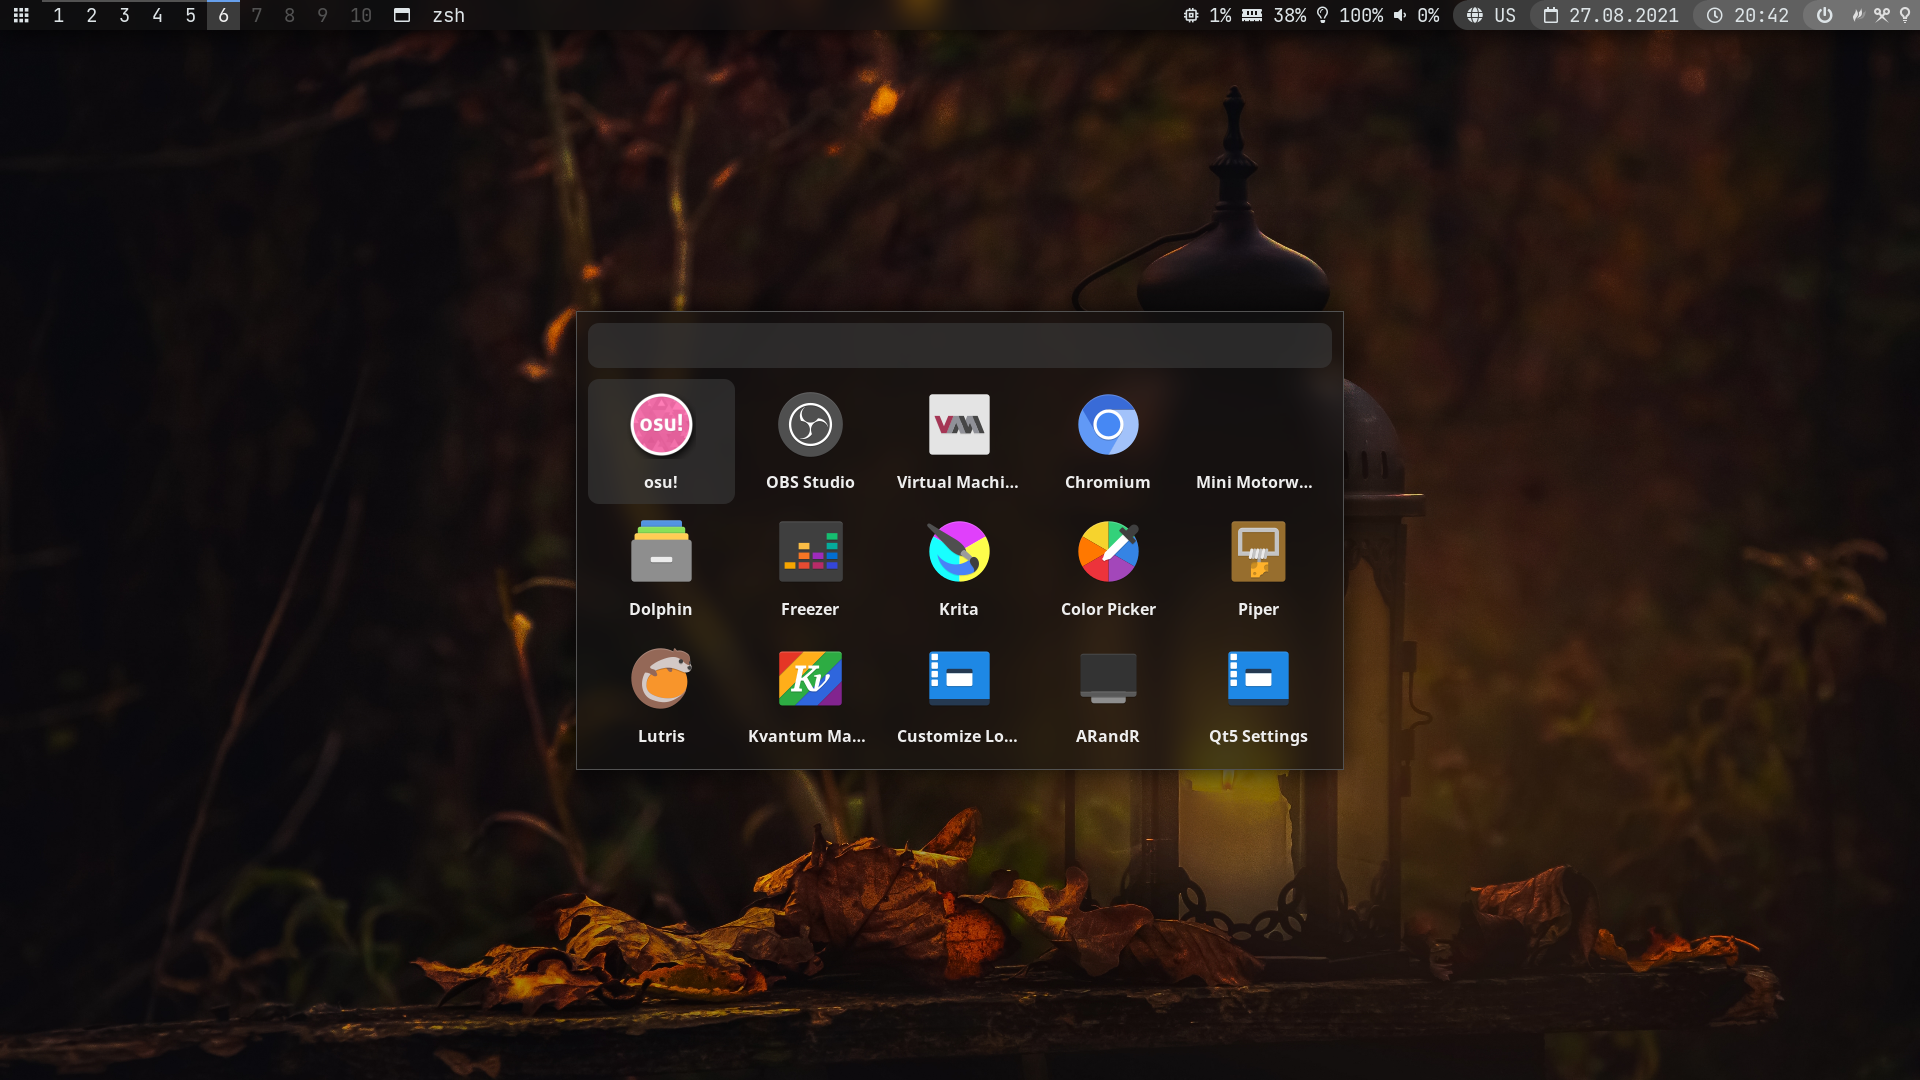 1 2 3 4 5 6 7 8 9 10 zsh 1% 38% 100% 0% US 27.08.2021 20:42
osu!
osu! OBS Studio Virtual Machi... Chromium Mini Motorw...
Dolphin Freezer Krita Color Picker Piper
Kv
Lutris Kvantum Ma... Customize Lo... ARandR Qt5 Settings